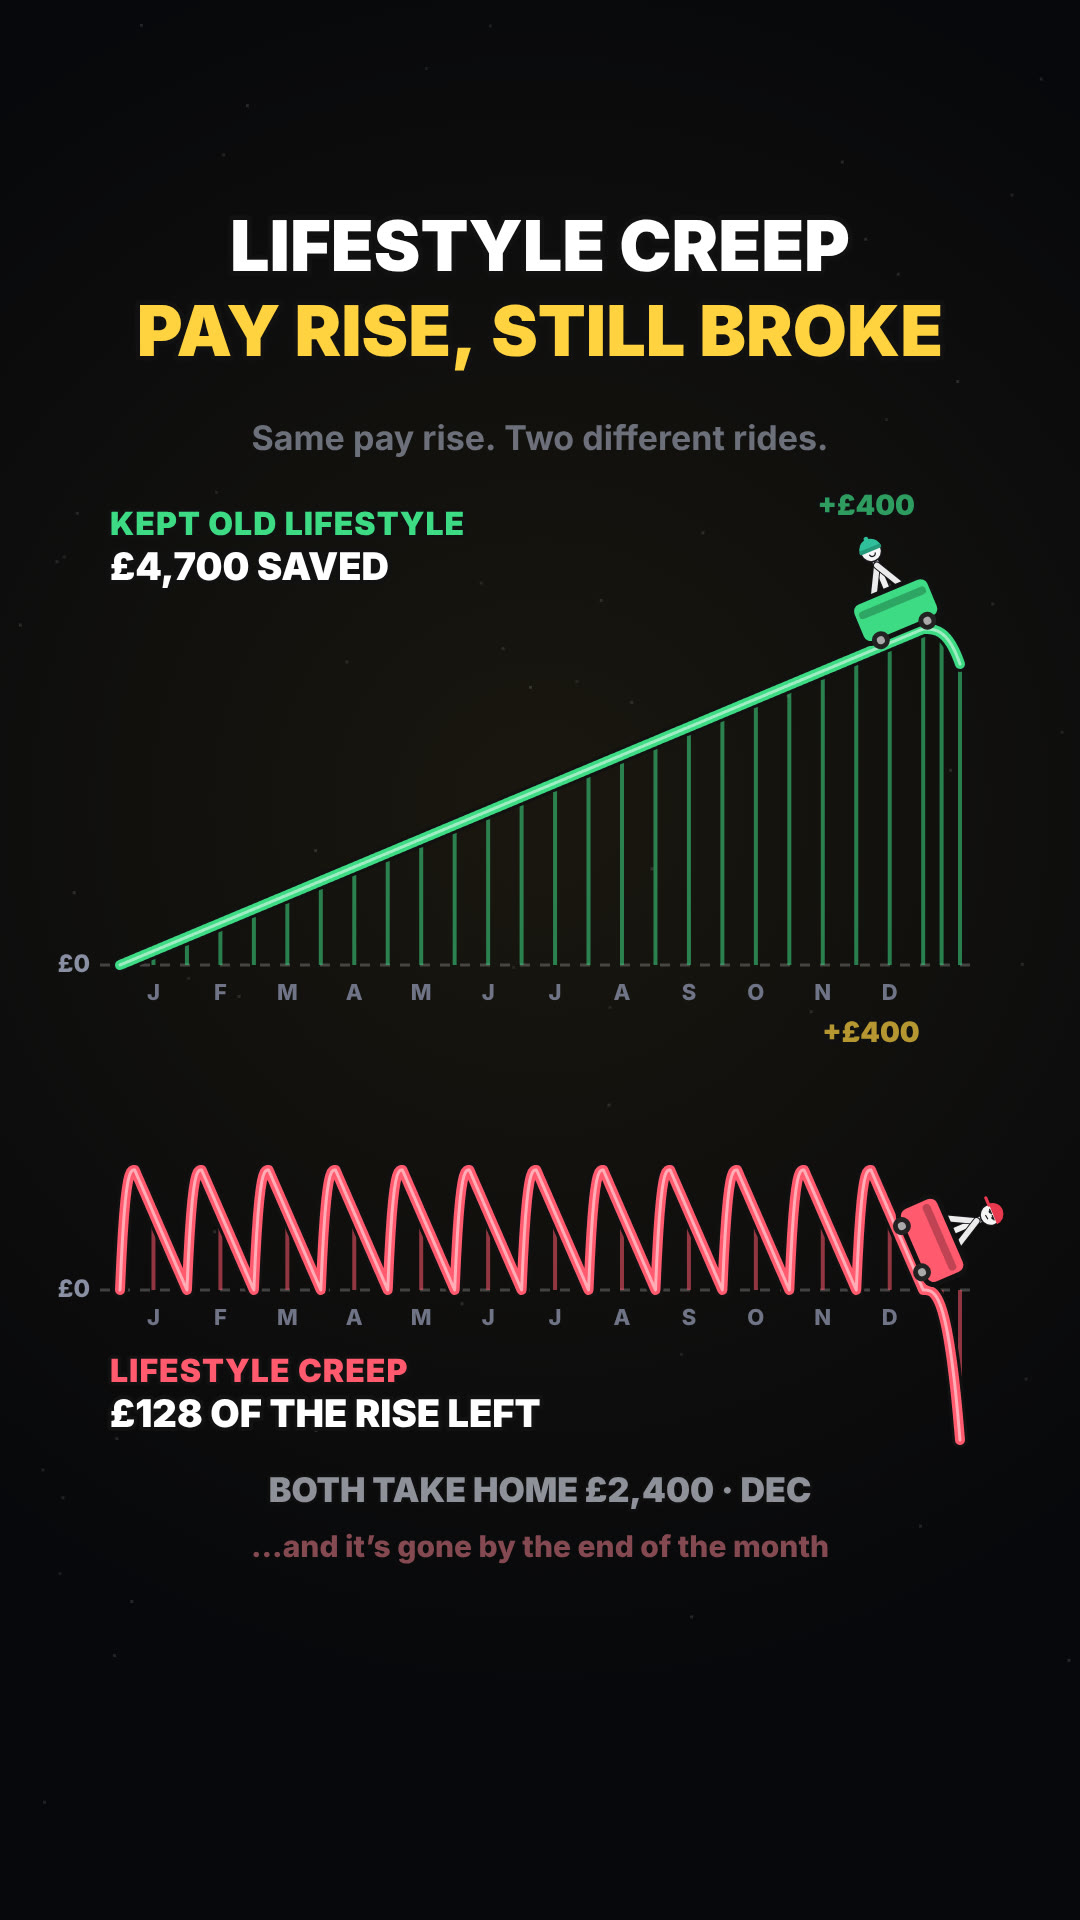 LIFESTYLE CREEP
PAY RISE, STILL BROKE
Same pay rise. Two different rides.
+£400
KEPT OLD LIFESTYLE
£4,700 SAVED
£0
J F M A M J J A S O N D
+£400
£0
J F M A M J J A S O N D
LIFESTYLE CREEP
£128 OF THE RISE LEFT
BOTH TAKE HOME £2,400 · DEC
...and it’s gone by the end of the month